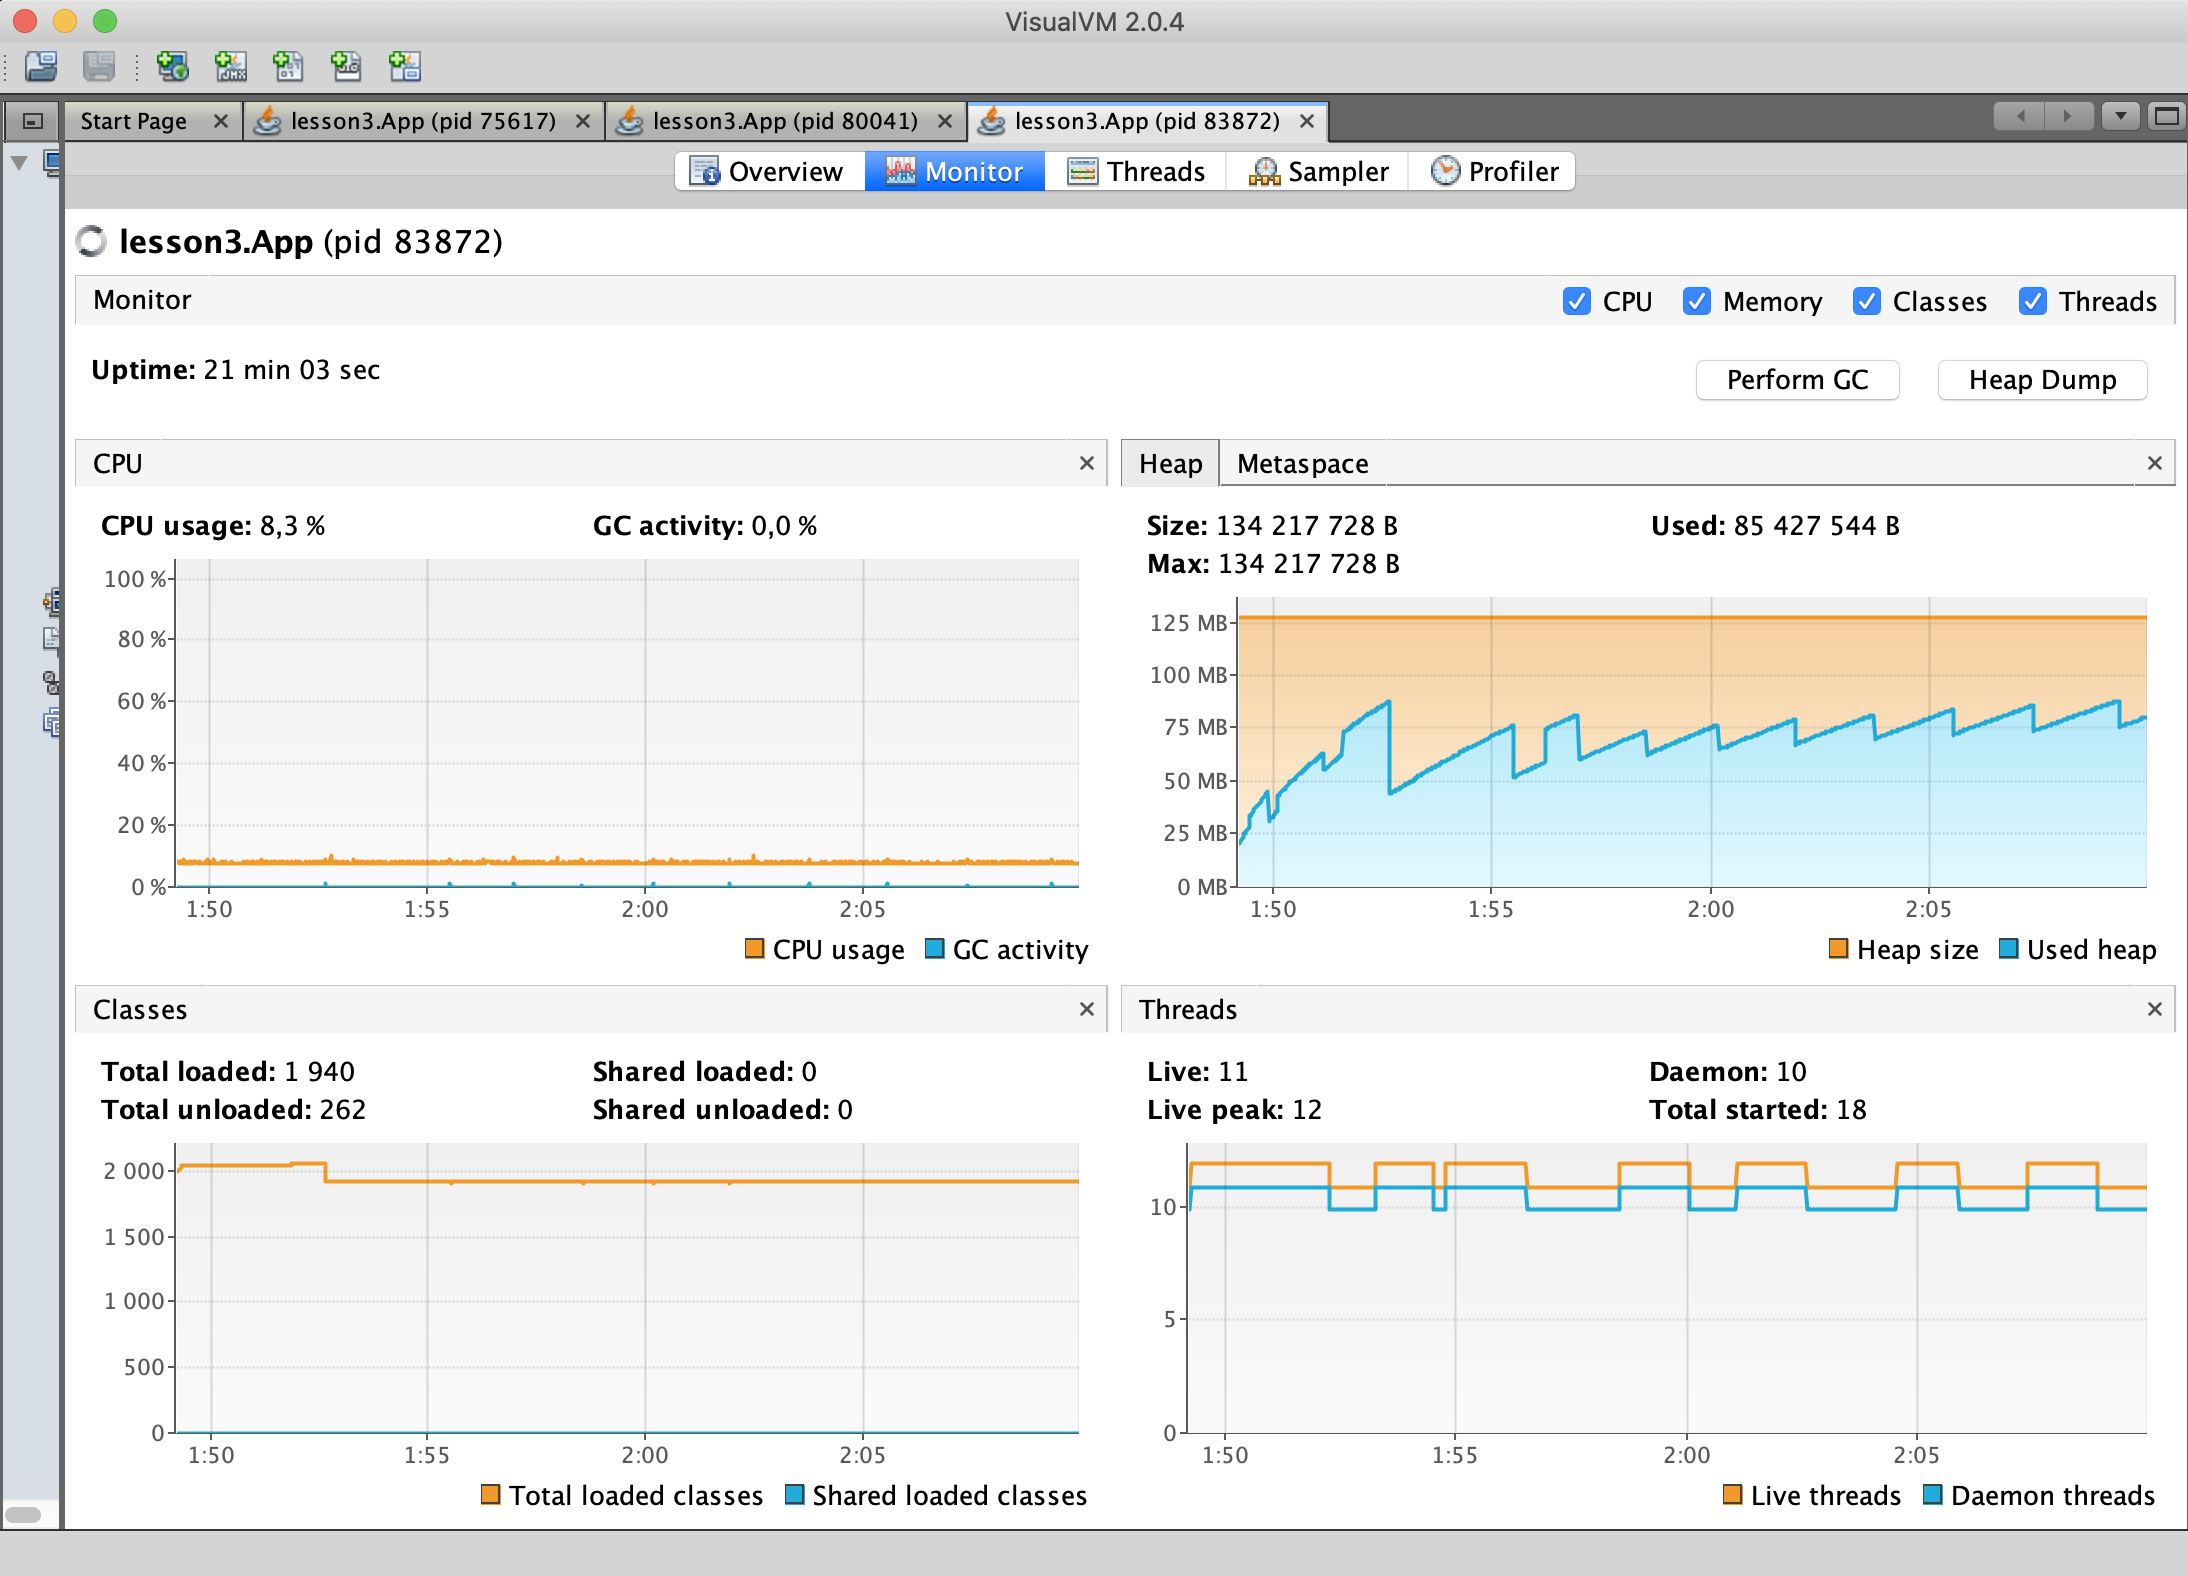 VisualVM 2.0.4
Start Page
lesson3.App (pid 75617)
lesson3.App (pid 80041)
lesson3.App (pid 83872)
Overview
Monitor
Threads
Sampler
Profiler
lesson3.App (pid 83872)
Monitor
CPU
Memory
Classes
Threads
Uptime: 21 min 03 sec
Perform GC
Heap Dump
CPU
CPU usage: 8,3 %
GC activity: 0,0 %
100 %
80 %
60 %
40 %
20 %
0 %
1:50
1:55
2:00
2:05
CPU usage
GC activity
Heap
Metaspace
Size: 134 217 728 B
Used: 85 427 544 B
Max: 134 217 728 B
125 MB
100 MB
75 MB
50 MB
25 MB
0 MB
1:50
1:55
2:00
2:05
Heap size
Used heap
Classes
Total loaded: 1 940
Shared loaded: 0
Total unloaded: 262
Shared unloaded: 0
2 000
1 500
1 000
500
0
1:50
1:55
2:00
2:05
Total loaded classes
Shared loaded classes
Threads
Live: 11
Daemon: 10
Live peak: 12
Total started: 18
10
5
0
1:50
1:55
2:00
2:05
Live threads
Daemon threads